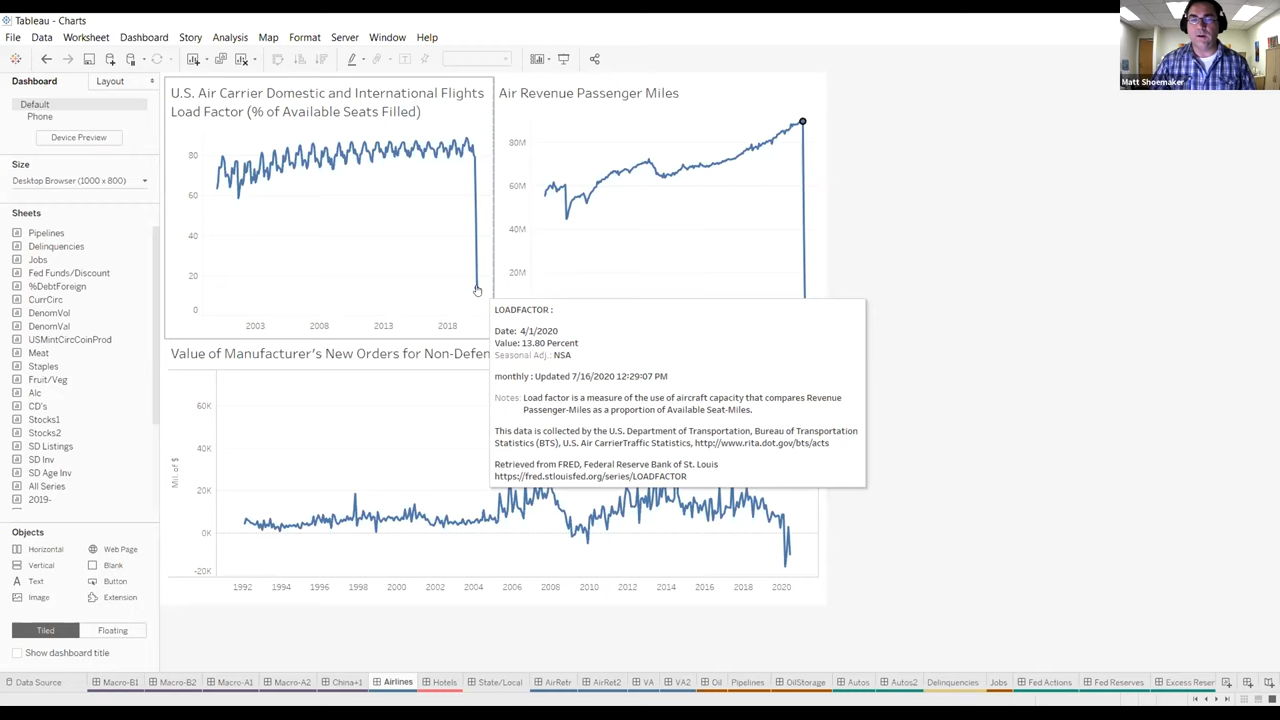 Tableau - Charts
File Data Worksheet Dashboard Story Analysis Map Format Server Window Help
Matt Shoemaker
Dashboard Layout
Default
Phone
Device Preview
Size
Desktop Browser (1000 x 800)
Sheets
Pipelines
Delinquencies
Jobs
Fed Funds/Discount
%DebtForeign
CurrCirc
DenomVol
DenomVal
USMintCircCoinProd
Meat
Staples
Fruit/Veg
Alc
CD's
Stocks1
Stocks2
SD Listings
SD Inv
SD Age Inv
All Series
2019-
Objects
Horizontal Web Page
Vertical Blank
Text Button
Image Extension
Tiled Floating
Show dashboard title
U.S. Air Carrier Domestic and International Flights
Load Factor (% of Available Seats Filled)
80
60
40
20
0
2003 2008 2013 2018
Air Revenue Passenger Miles
80M
60M
40M
20M
LOADFACTOR :
Date: 4/1/2020
Value: 13.80 Percent
Seasonal Adj.: NSA
monthly : Updated 7/16/2020 12:29:07 PM
Notes: Load factor is a measure of the use of aircraft capacity that compares Revenue
Passenger-Miles as a proportion of Available Seat-Miles.
This data is collected by the U.S. Department of Transportation, Bureau of Transportation
Statistics (BTS), U.S. Air CarrierTraffic Statistics, http://www.rita.dot.gov/bts/acts
Retrieved from FRED, Federal Reserve Bank of St. Louis
https://fred.stlouisfed.org/series/LOADFACTOR
Value of Manufacturer's New Orders for Non-Defen
Mil. of $
60K
40K
20K
0K
-20K
1992 1994 1996 1998 2000 2002 2004 2006 2008 2010 2012 2014 2016 2018 2020
Data Source Macro-B1 Macro-B2 Macro-A1 Macro-A2 China+1 Airlines Hotels State/Local AirRetr AirRet2 VA VA2 Oil Pipelines OilStorage Autos Autos2 Delinquencies Jobs Fed Actions Fed Reserves Excess Reser